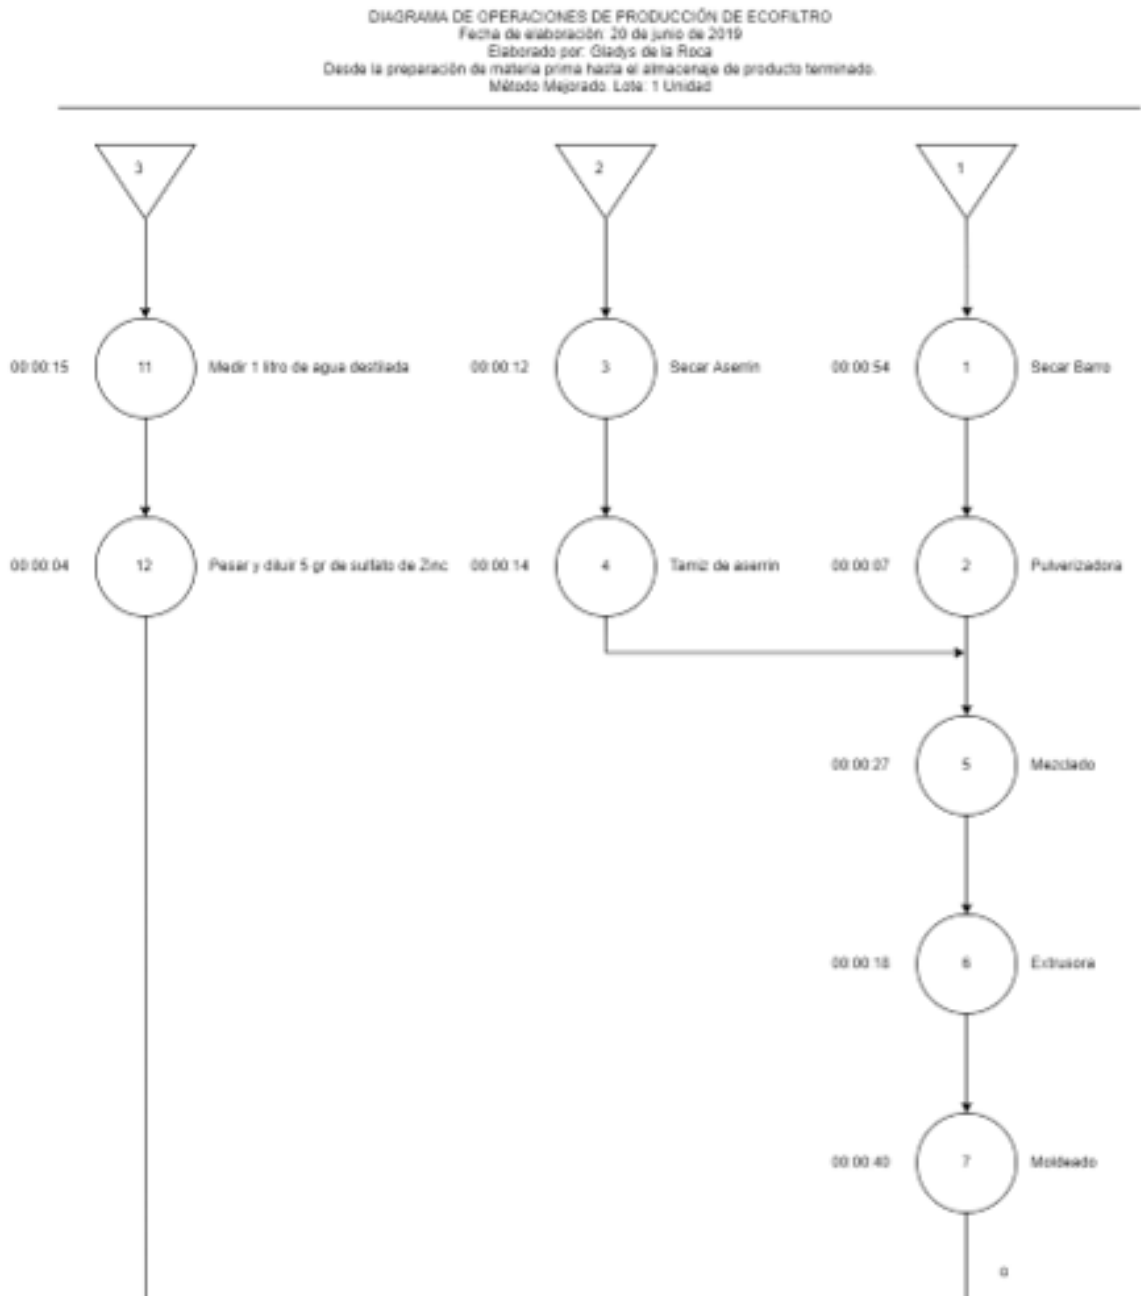 DIAGRAMA DE OPERACIONES DE PRODUCCIÓN DE ECOFILTRO
Fecha de elaboración: 20 de junio de 2019
Elaborado por: Gladys de la Roca
Desde la preparación de materia prima hasta el almacenaje de producto terminado.
Método Mejorado. Lote: 1 Unidad
3 2 1
00:00:15 11 Medir 1 litro de agua destilada 00:00:12 3 Secar Aserrin 00:00:54 1 Secar Barro
00:00:04 12 Pesar y diluir 5 gr de sulfato de Zinc 00:00:14 4 Tamiz de aserrin 00:00:07 2 Pulverizadora
00:00:27 5 Mezclado
00:00:18 6 Extrusora
00:00:40 7 Moldeado